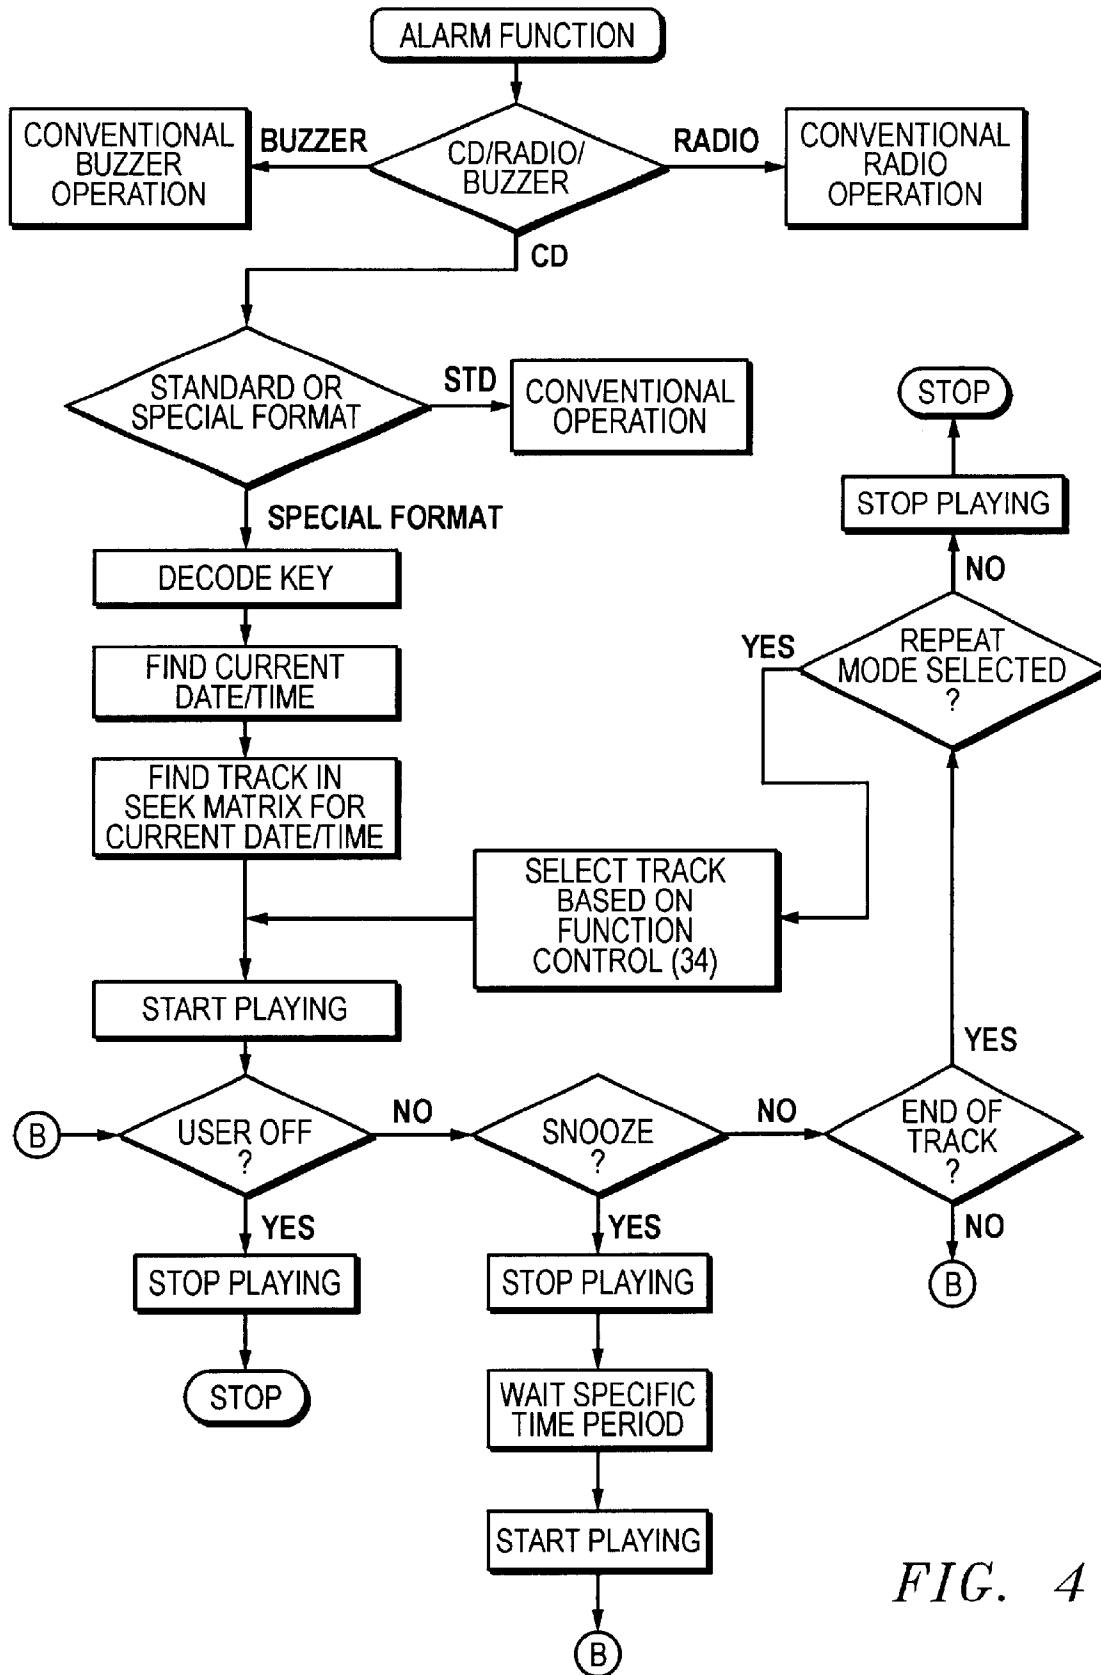 ALARM FUNCTION
CONVENTIONAL
BUZZER
OPERATION
BUZZER
CD/RADIO/
BUZZER
RADIO
CONVENTIONAL
RADIO
OPERATION
CD
STANDARD OR
SPECIAL FORMAT
STD
CONVENTIONAL
OPERATION
STOP
STOP PLAYING
SPECIAL FORMAT
NO
DECODE KEY
YES
REPEAT
MODE SELECTED
?
FIND CURRENT
DATE/TIME
FIND TRACK IN
SEEK MATRIX FOR
CURRENT DATE/TIME
SELECT TRACK
BASED ON
FUNCTION
CONTROL (34)
START PLAYING
YES
B
USER OFF
?
NO
SNOOZE
?
NO
END OF
TRACK
?
YES
YES
NO
STOP PLAYING
STOP PLAYING
B
STOP
WAIT SPECIFIC
TIME PERIOD
START PLAYING
B
FIG. 4